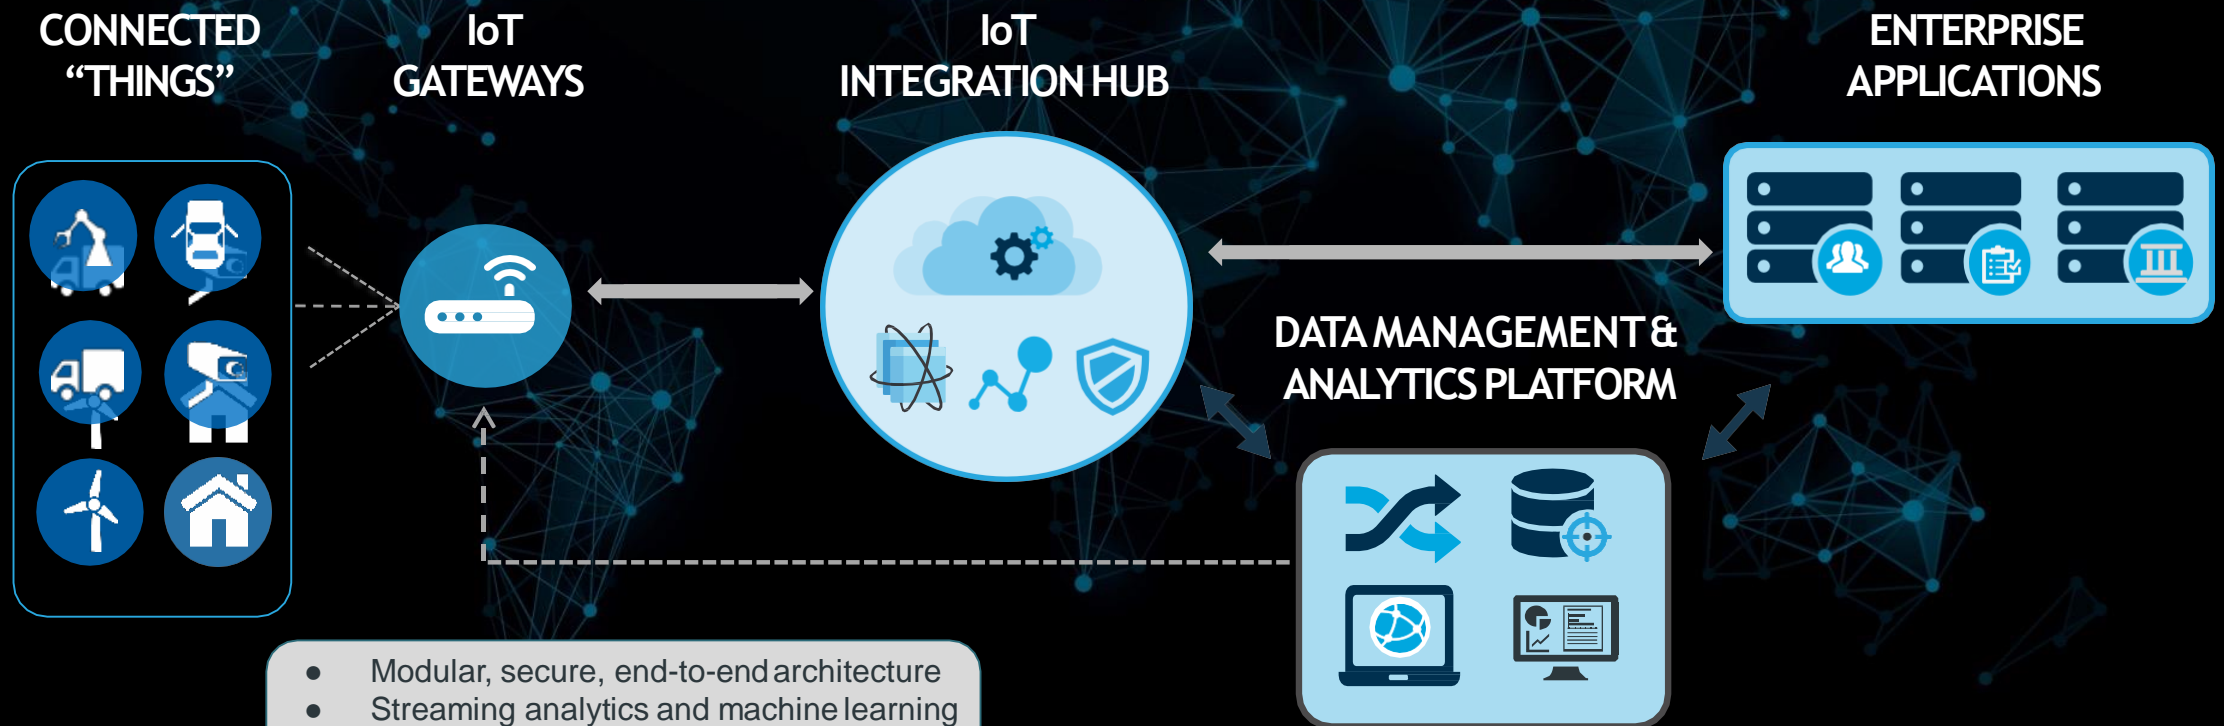 CONNECTED
“THINGS”
IoT
GATEWAYS
IoT
INTEGRATION HUB
ENTERPRISE
APPLICATIONS
DATA MANAGEMENT &
ANALYTICS PLATFORM
● Modular, secure, end-to-end architecture
● Streaming analytics and machine learning